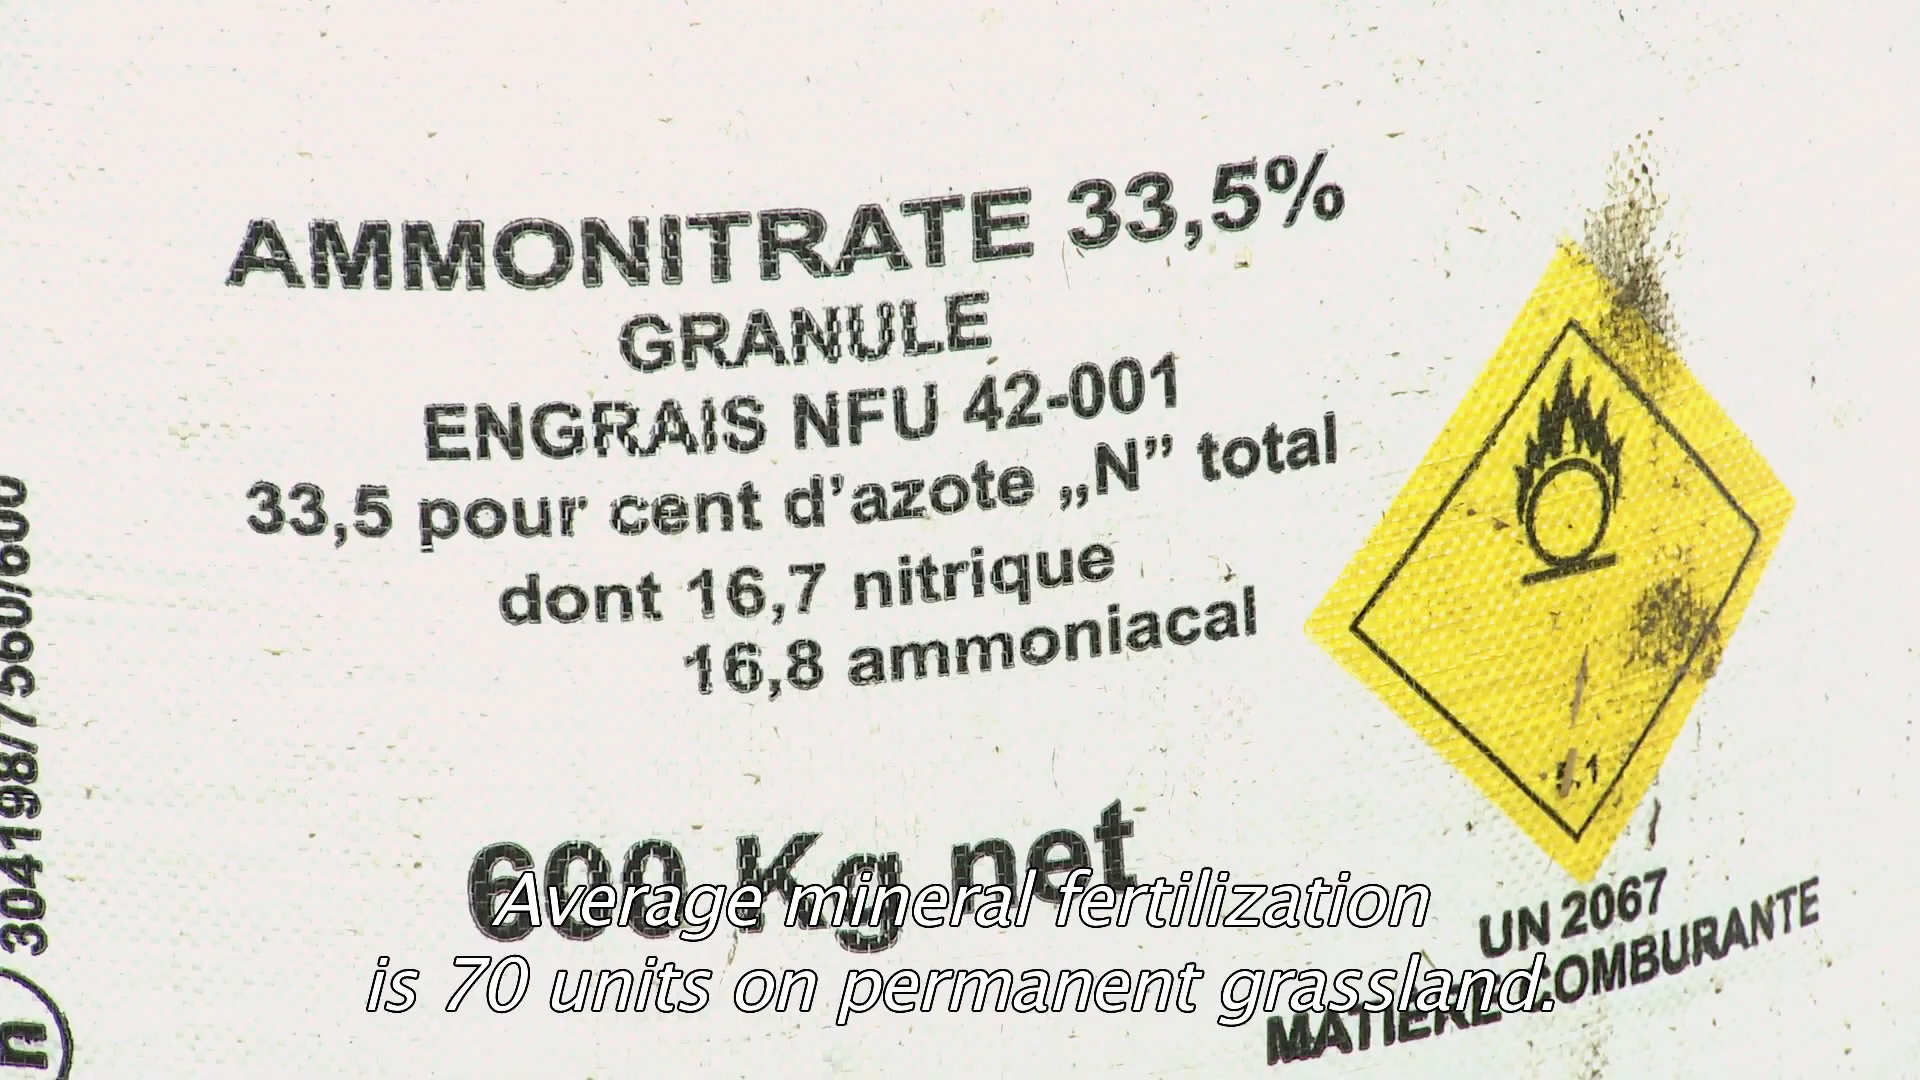 AMMONITRATE 33,5%
GRANULE
ENGRAIS NFU 42-001
33,5 pour cent d’azote „N” total
dont 16,7 nitrique
16,8 ammoniacal
600 Kg net
5.1
UN 2067
MATIERE COMBURANTE
n 304198/7560/600
Average mineral fertilization
is 70 units on permanent grassland.